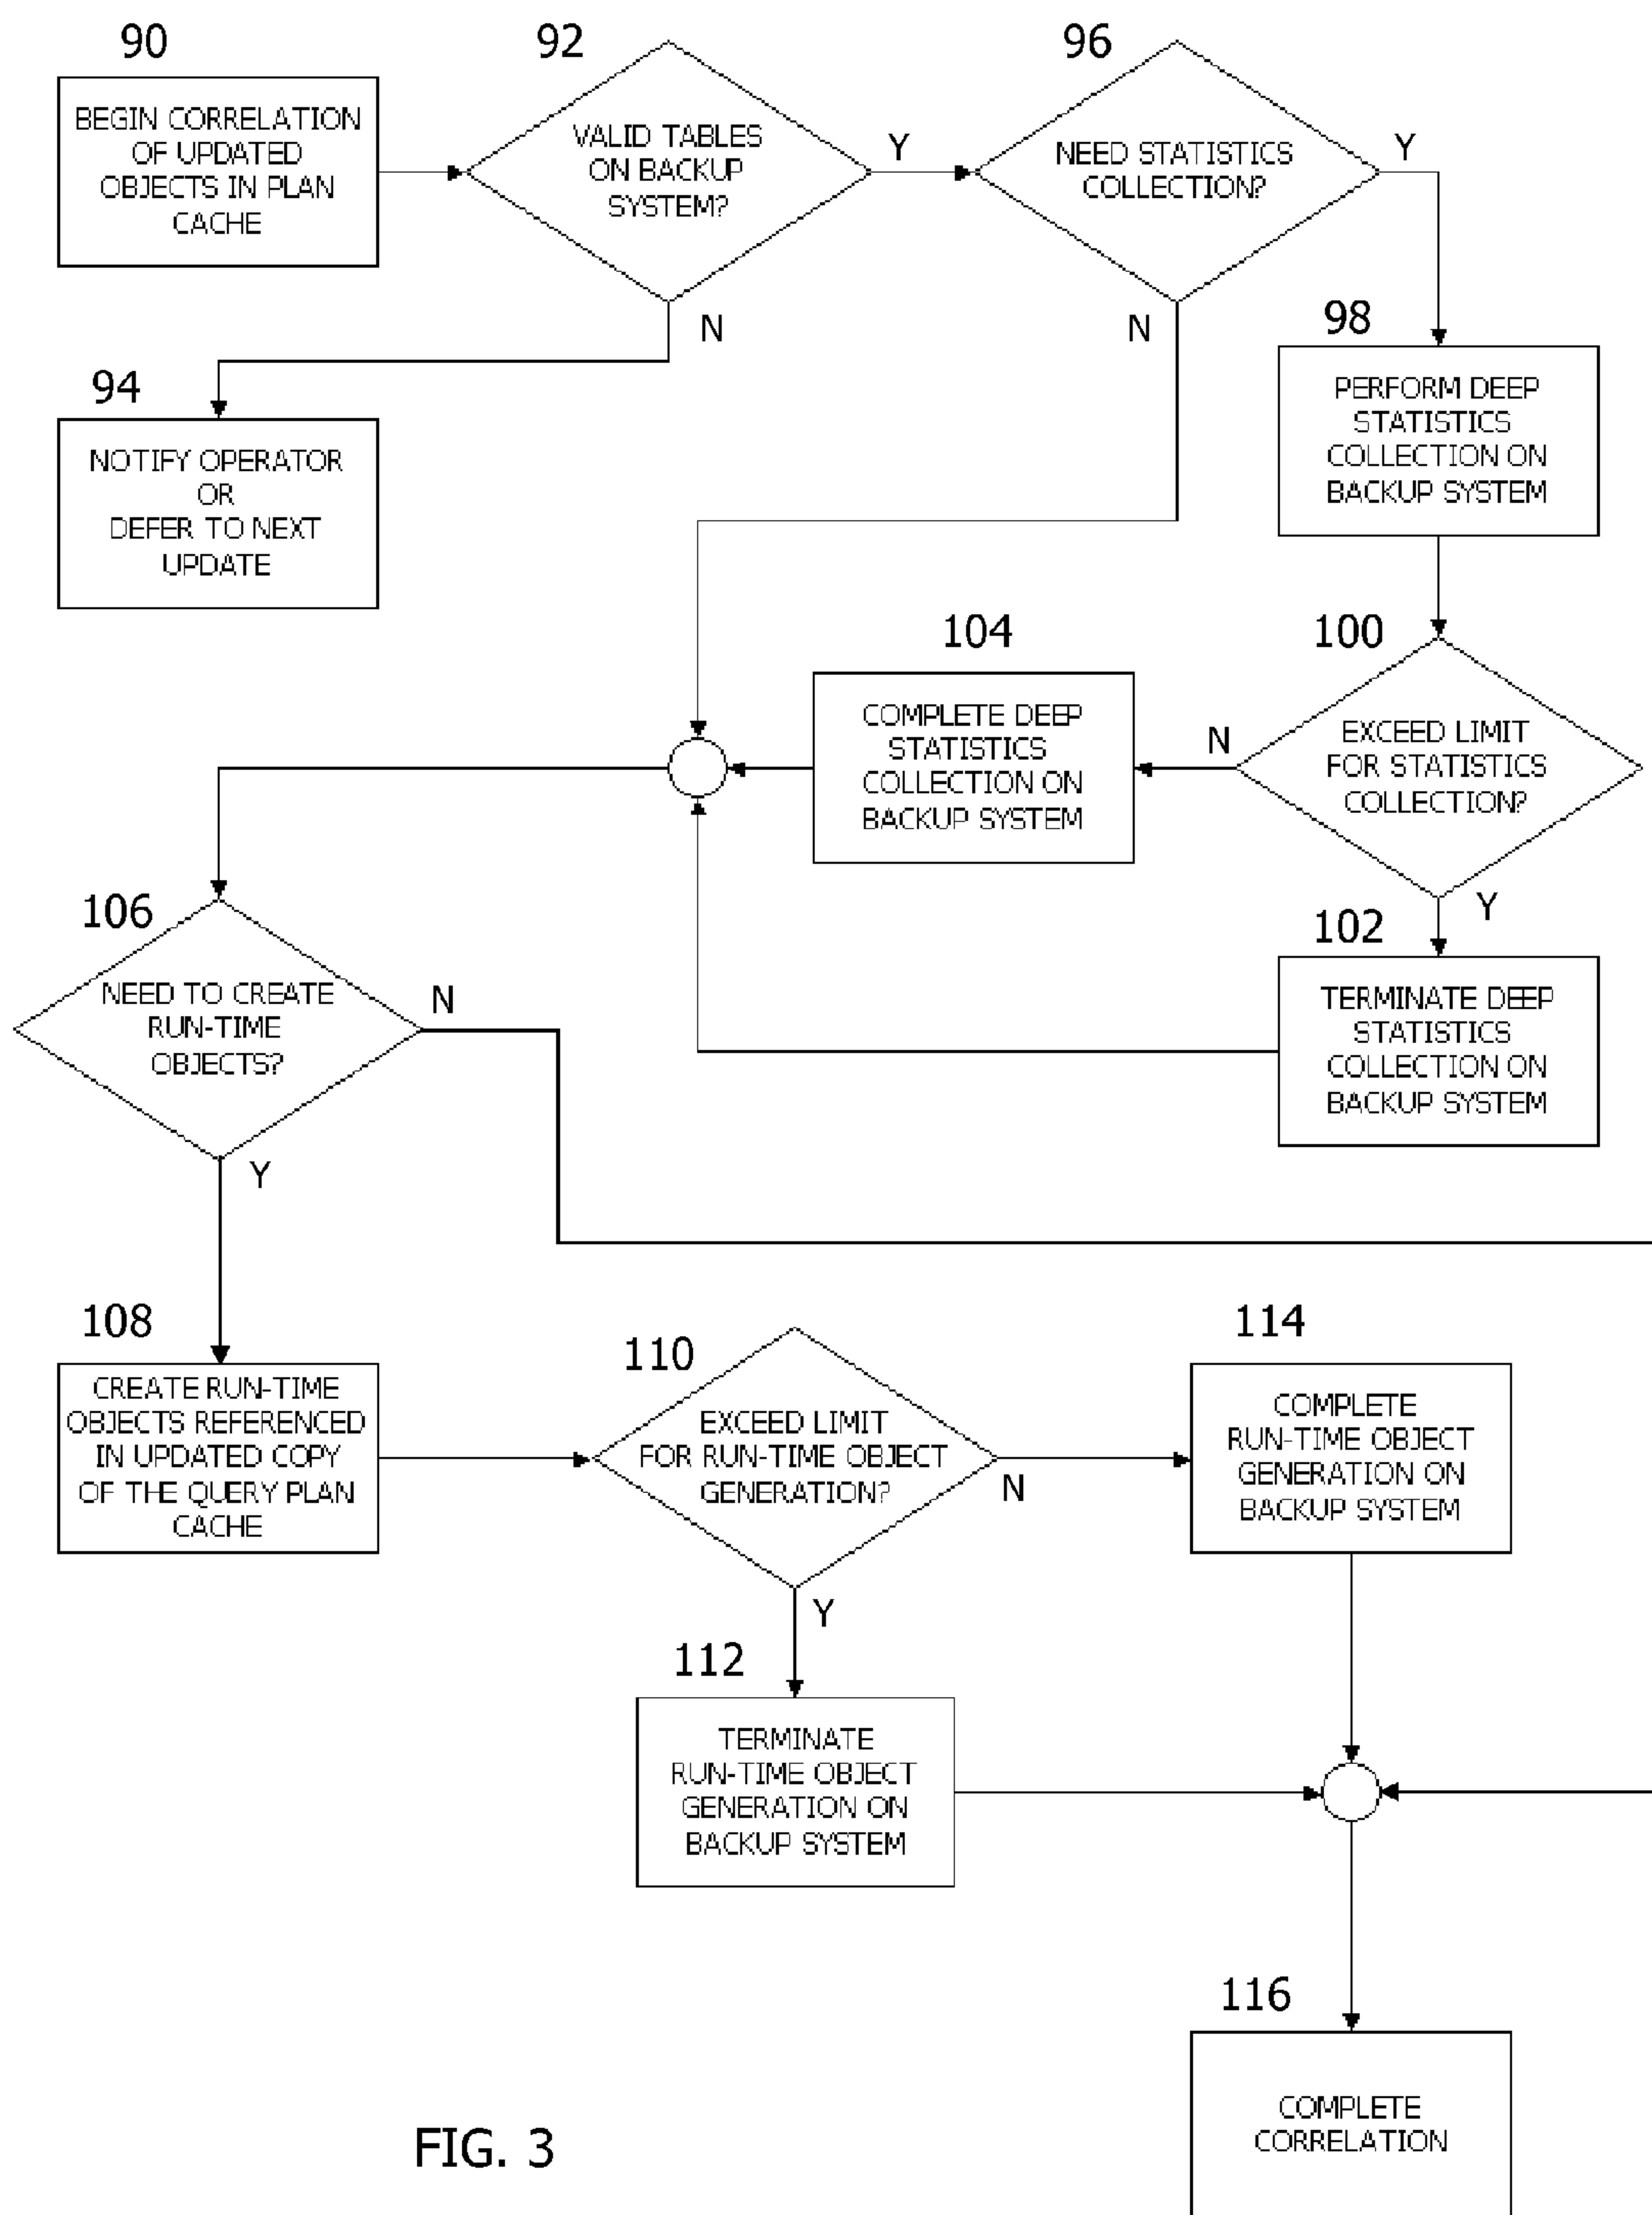 90
BEGIN CORRELATION
OF UPDATED
OBJECTS IN PLAN
CACHE
92
VALID TABLES
ON BACKUP
SYSTEM?
Y
N
96
NEED STATISTICS
COLLECTION?
Y
N
94
NOTIFY OPERATOR
OR
DEFER TO NEXT
UPDATE
98
PERFORM DEEP
STATISTICS
COLLECTION ON
BACKUP SYSTEM
100
EXCEED LIMIT
FOR STATISTICS
COLLECTION?
N
Y
104
COMPLETE DEEP
STATISTICS
COLLECTION ON
BACKUP SYSTEM
102
TERMINATE DEEP
STATISTICS
COLLECTION ON
BACKUP SYSTEM
106
NEED TO CREATE
RUN-TIME
OBJECTS?
N
Y
108
CREATE RUN-TIME
OBJECTS REFERENCED
IN UPDATED COPY
OF THE QUERY PLAN
CACHE
110
EXCEED LIMIT
FOR RUN-TIME OBJECT
GENERATION?
N
Y
114
COMPLETE
RUN-TIME OBJECT
GENERATION ON
BACKUP SYSTEM
112
TERMINATE
RUN-TIME OBJECT
GENERATION ON
BACKUP SYSTEM
116
COMPLETE
CORRELATION
FIG. 3